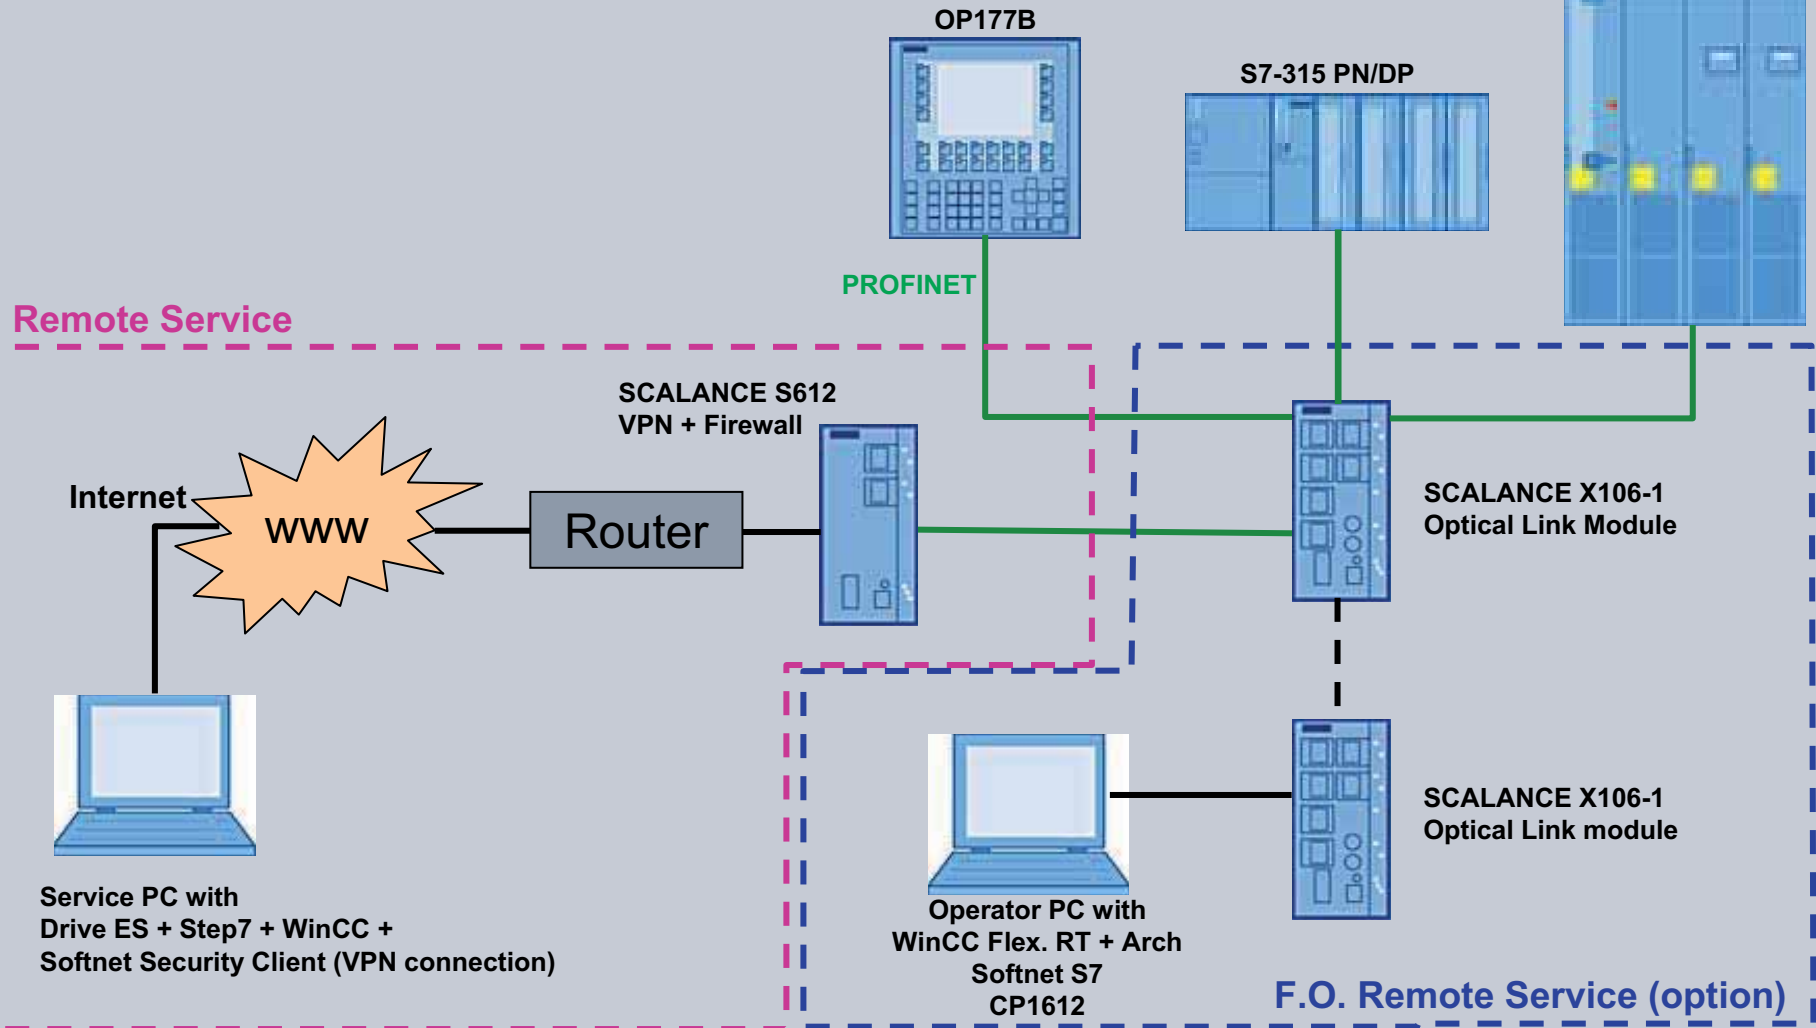 OP177B
S7-315 PN/DP
PROFINET
Remote Service
SCALANCE S612
VPN + Firewall
Internet
WWW
Router
SCALANCE X106-1
Optical Link Module
SCALANCE X106-1
Optical Link module
Service PC with
Drive ES + Step7 + WinCC +
Softnet Security Client (VPN connection)
Operator PC with
WinCC Flex. RT + Arch
Softnet S7
CP1612
F.O. Remote Service (option)